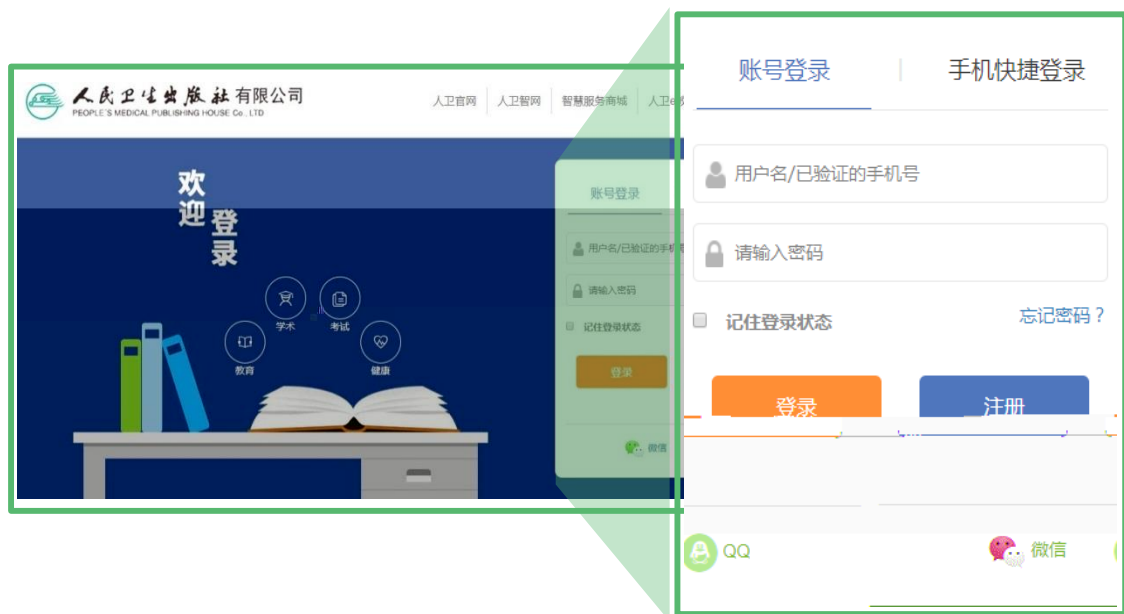 人民卫生出版社有限公司
PEOPLE'S MEDICAL PUBLISHING HOUSE Co.,LTD
人卫官网 人卫智网 智慧服务商城
欢迎
登录
学术 考试
教育 健康
账号登录
用户名/已验证的手机
请输入密码
记住登录状态
登录
微信
账号登录 手机快捷登录
用户名/已验证的手机号
请输入密码
记住登录状态 忘记密码？
登录 注册
QQ 微信